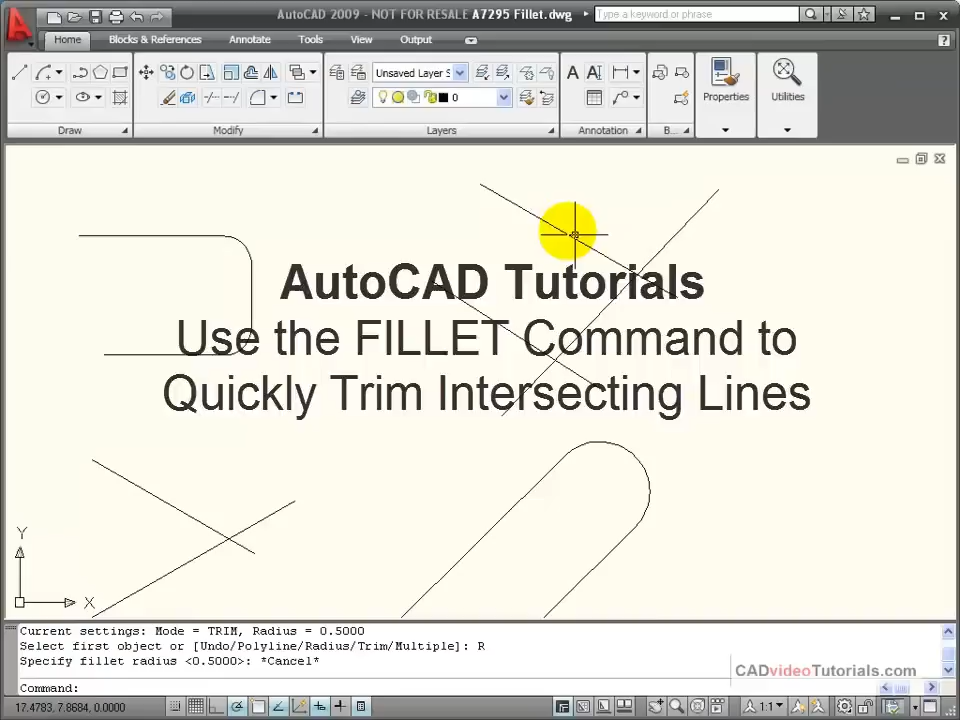 AutoCAD 2009 - NOT FOR RESALE A7295 Fillet.dwg
Type a keyword or phrase
Home
Blocks & References
Annotate
Tools
View
Output
Unsaved Layer S
0
Properties
Utilities
Draw
Modify
Layers
Annotation
B...
AutoCAD Tutorials
Use the FILLET Command to
Quickly Trim Intersecting Lines
Y
X
Current settings: Mode = TRIM, Radius = 0.5000
Select first object or [Undo/Polyline/Radius/Trim/Multiple]: R
Specify fillet radius <0.5000>: *Cancel*
CADvideoTutorials.com
Command:
17.4783, 7.8684, 0.0000
1:1